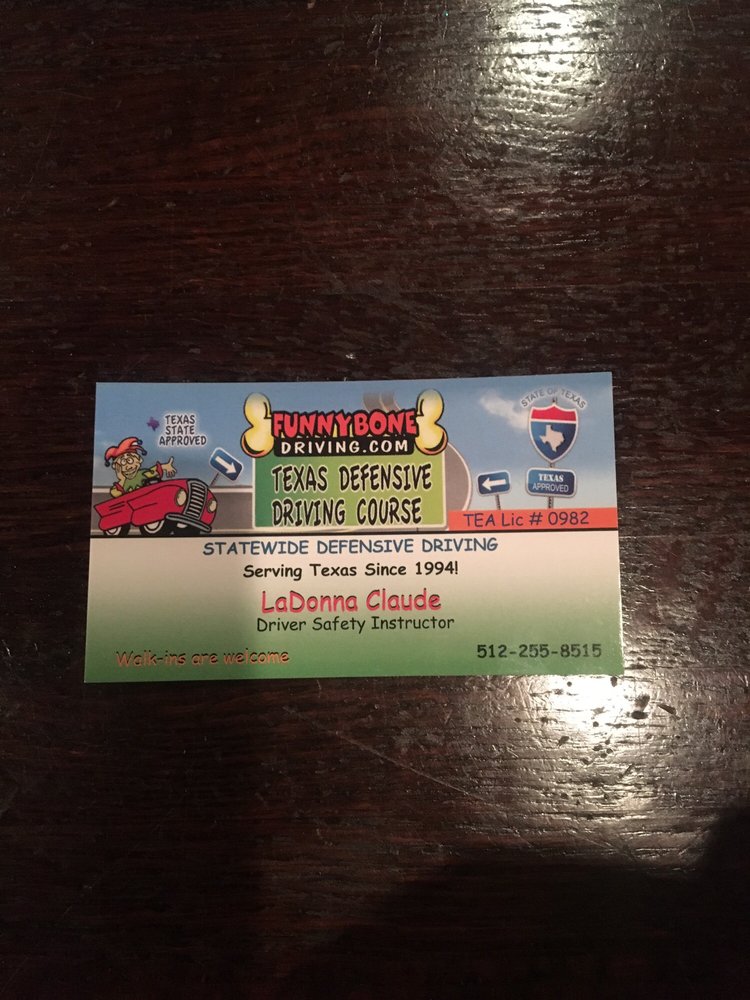 TEXAS
STATE
APPROVED
FUNNYBONE
DRIVING.COM
TEXAS DEFENSIVE
DRIVING COURSE
STATE OF TEXAS
TEXAS
APPROVED
TEA Lic # 0982
STATEWIDE DEFENSIVE DRIVING
Serving Texas Since 1994!
LaDonna Claude
Driver Safety Instructor
Walk-ins are welcome
512-255-8515